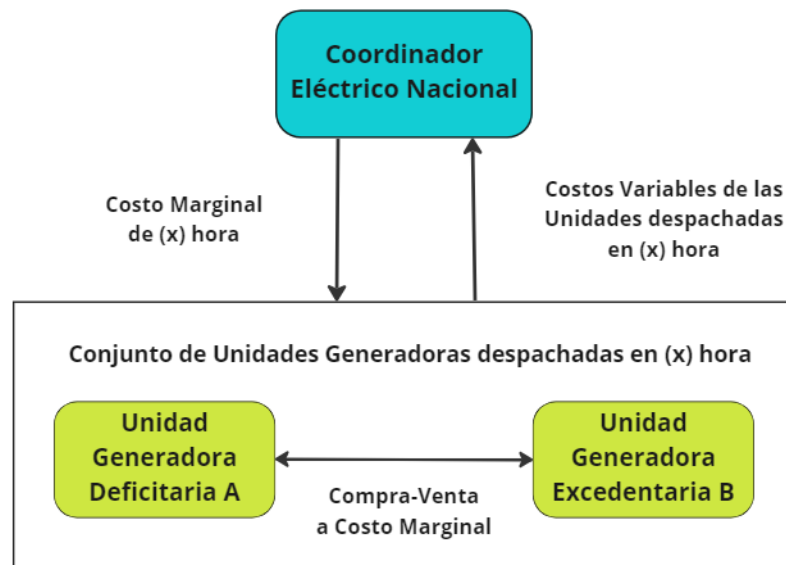 Coordinador
Eléctrico Nacional
Costo Marginal
de (x) hora
Costos Variables de las
Unidades despachadas
en (x) hora
Conjunto de Unidades Generadoras despachadas en (x) hora
Unidad
Generadora
Deficitaria A
Compra-Venta
a Costo Marginal
Unidad
Generadora
Excedentaria B